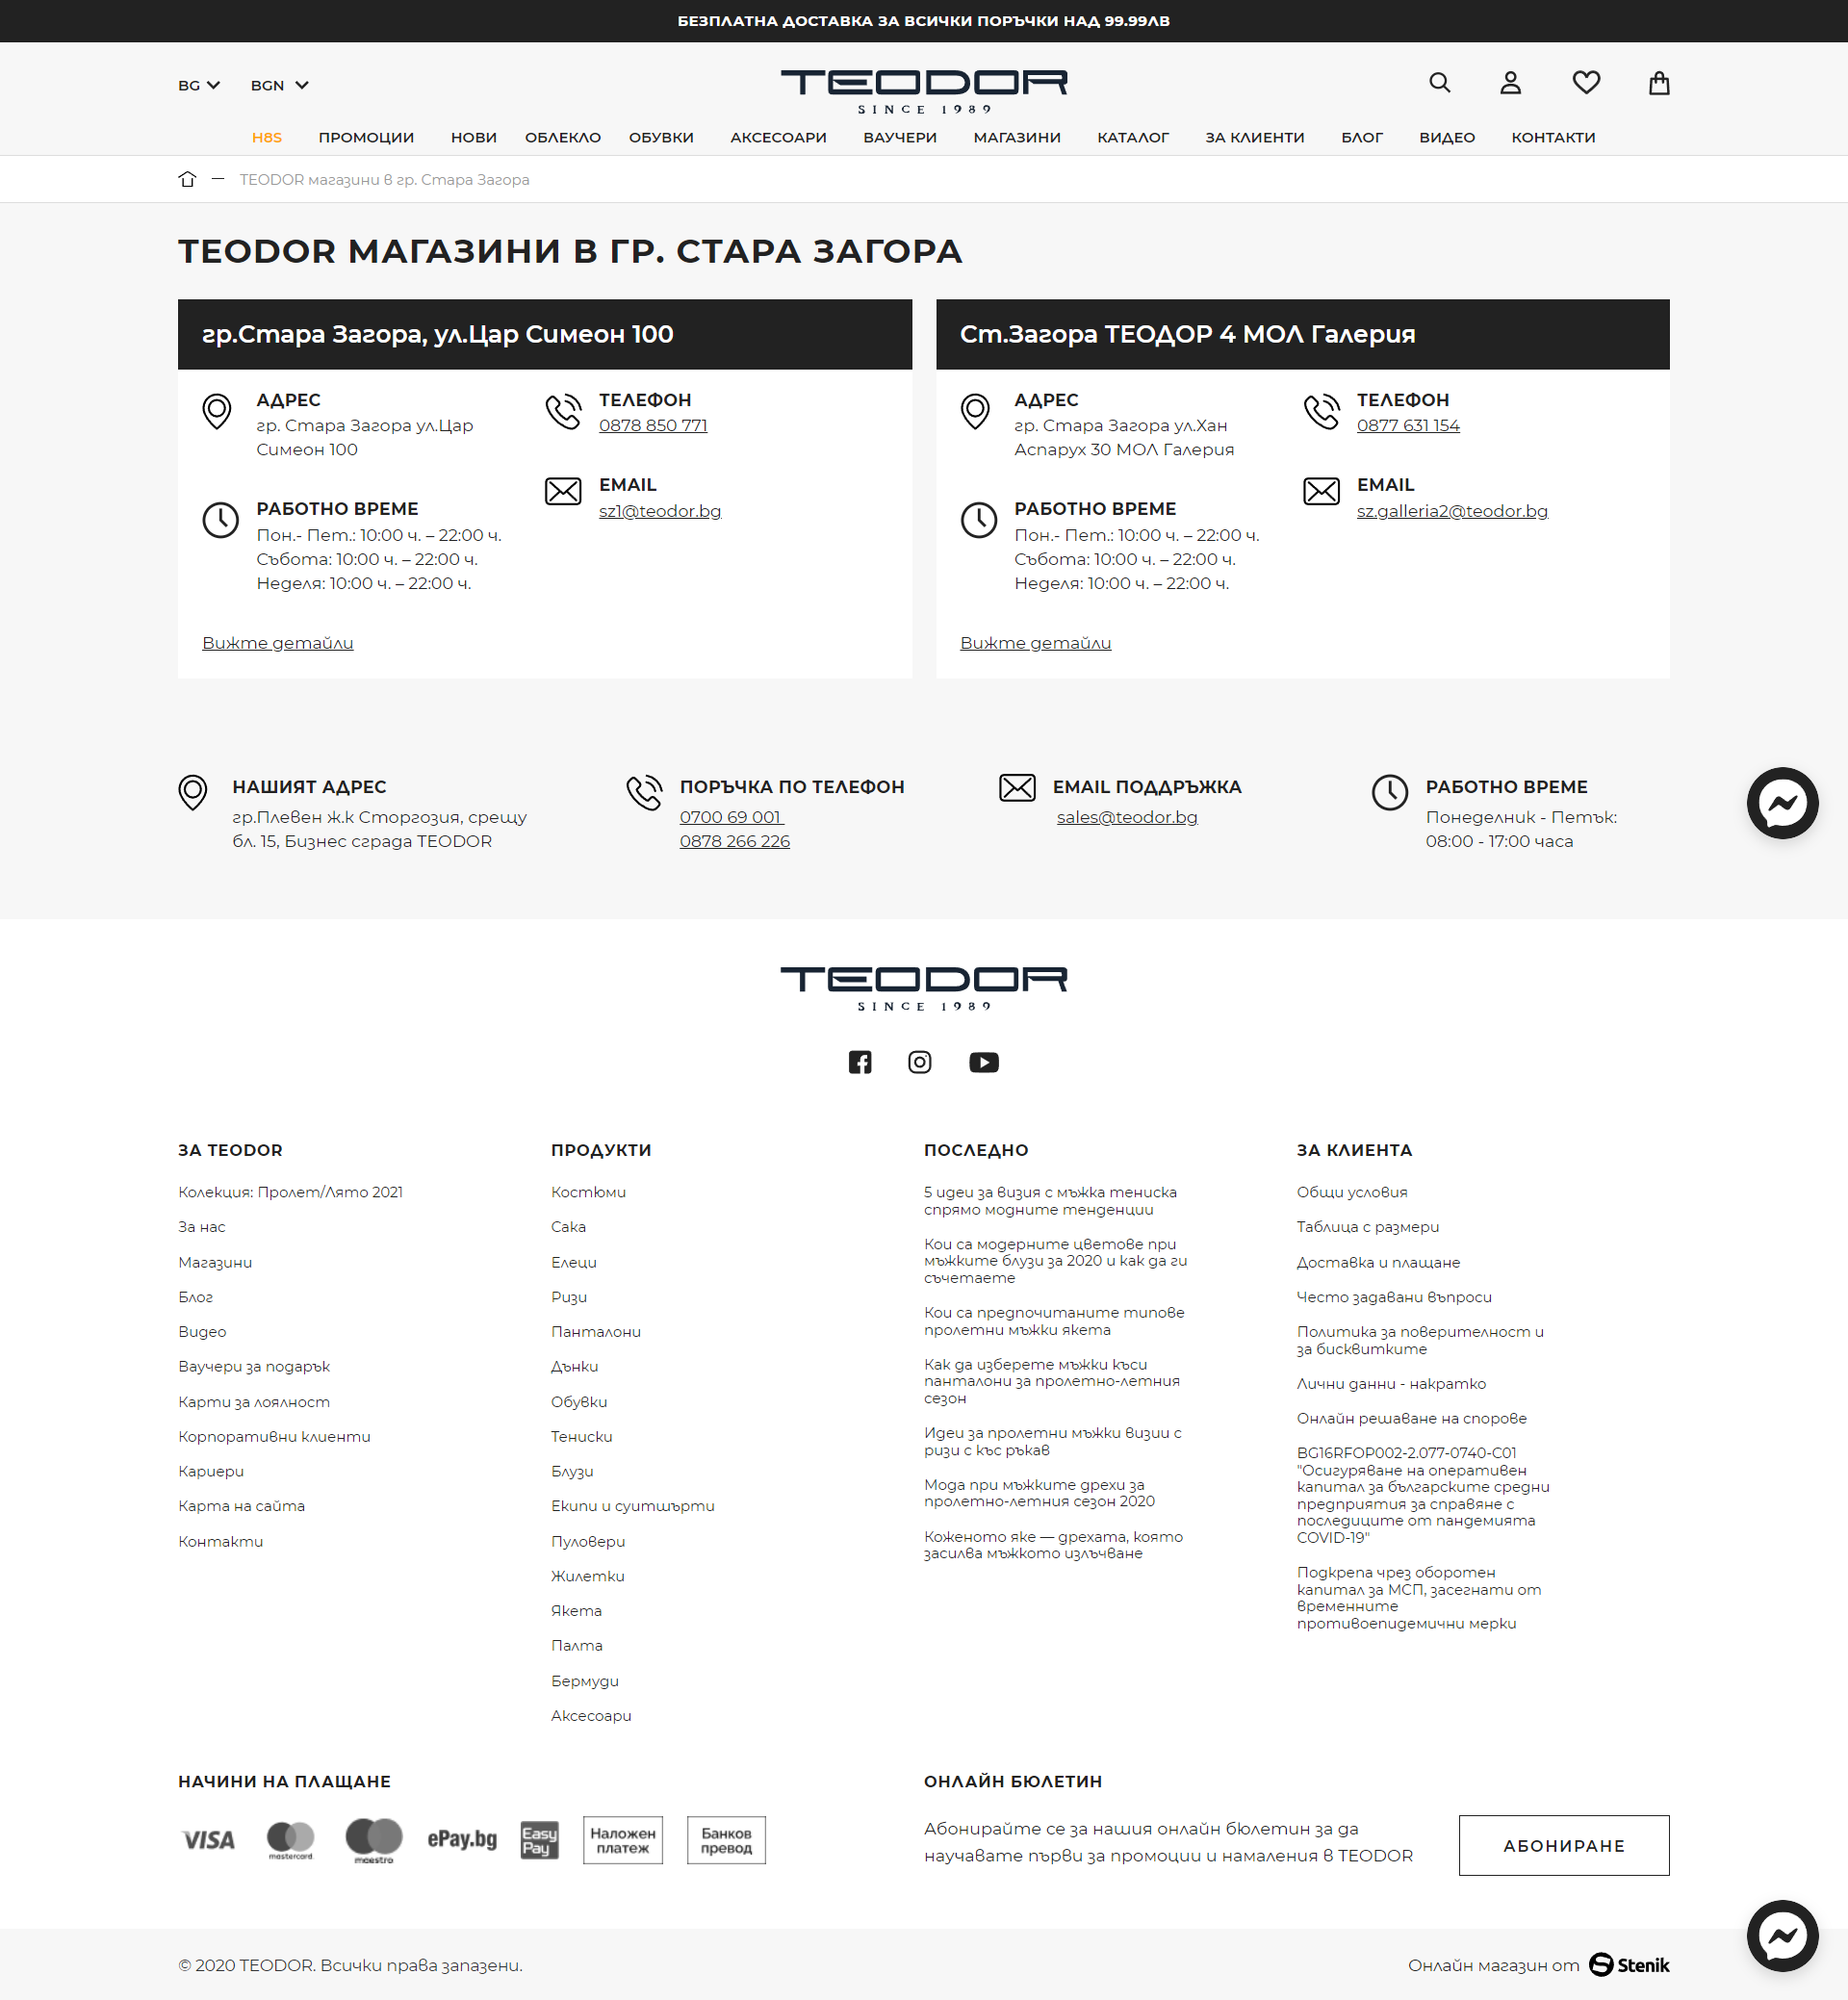 БЕЗПЛАТНА ДОСТАВКА ЗА ВСИЧКИ ПОРЪЧКИ НАД 99.99ЛВ
BG BGN
TEODOR
SINCE 1989
H8S ПРОМОЦИИ НОВИ ОБЛЕКЛО ОБУВКИ АКСЕСОАРИ ВАУЧЕРИ МАГАЗИНИ КАТАЛОГ ЗА КЛИЕНТИ БЛОГ ВИДЕО КОНТАКТИ
TEODOR магазини в гр. Стара Загора
TEODOR МАГАЗИНИ В ГР. СТАРА ЗАГОРА
гр.Стара Загора, ул.Цар Симеон 100
АДРЕС
гр. Стара Загора ул.Цар
Симеон 100
РАБОТНО ВРЕМЕ
Пон.- Пет.: 10:00 ч. – 22:00 ч.
Събота: 10:00 ч. – 22:00 ч.
Неделя: 10:00 ч. – 22:00 ч.
ТЕЛЕФОН
0878 850 771
EMAIL
sz1@teodor.bg
Вижте детайли
Ст.Загора ТЕОДОР 4 МОЛ Галерия
АДРЕС
гр. Стара Загора ул.Хан
Аспарух 30 МОЛ Галерия
РАБОТНО ВРЕМЕ
Пон.- Пет.: 10:00 ч. – 22:00 ч.
Събота: 10:00 ч. – 22:00 ч.
Неделя: 10:00 ч. – 22:00 ч.
ТЕЛЕФОН
0877 631 154
EMAIL
sz.galleria2@teodor.bg
Вижте детайли
НАШИЯТ АДРЕС
гр.Плевен ж.к Сторгозия, срещу
бл. 15, Бизнес сграда TEODOR
ПОРЪЧКА ПО ТЕЛЕФОН
0700 69 001
0878 266 226
EMAIL ПОДДРЪЖКА
sales@teodor.bg
РАБОТНО ВРЕМЕ
Понеделник - Петък:
08:00 - 17:00 часа
TEODOR
SINCE 1989
ЗА TEODOR
Колекция: Пролет/Лято 2021
За нас
Магазини
Блог
Видео
Ваучери за подарък
Карти за лоялност
Корпоративни клиенти
Кариери
Карта на сайта
Контакти
ПРОДУКТИ
Костюми
Сака
Елеци
Ризи
Панталони
Дънки
Обувки
Тениски
Блузи
Екипи и суитшърти
Пуловери
Жилетки
Якета
Палта
Бермуди
Аксесоари
ПОСЛЕДНО
5 идеи за визия с мъжка тениска
спрямо модните тенденции
Кои са модерните цветове при
мъжките блузи за 2020 и как да ги
съчетаете
Кои са предпочитаните типове
пролетни мъжки якета
Как да изберете мъжки къси
панталони за пролетно-летния
сезон
Идеи за пролетни мъжки визии с
ризи с къс ръкав
Мода при мъжките дрехи за
пролетно-летния сезон 2020
Коженото яке — дрехата, която
засилва мъжкото излъчване
ЗА КЛИЕНТА
Общи условия
Таблица с размери
Доставка и плащане
Често задавани въпроси
Политика за поверителност и
за бисквитките
Лични данни - накратко
Онлайн решаване на спорове
BG16RFOP002-2.077-0740-C01
"Осигуряване на оперативен
капитал за българските средни
предприятия за справяне с
последиците от пандемията
COVID-19"
Подкрепа чрез оборотен
капитал за МСП, засегнати от
временните
противоепидемични мерки
НАЧИНИ НА ПЛАЩАНЕ
VISA mastercard maestro ePay.bg Easy Pay Наложен платеж Банков превод
ОНЛАЙН БЮЛЕТИН
Абонирайте се за нашия онлайн бюлетин за да
научавате първи за промоции и намаления в TEODOR
АБОНИРАНЕ
© 2020 TEODOR. Всички права запазени.
Онлайн магазин от Stenik